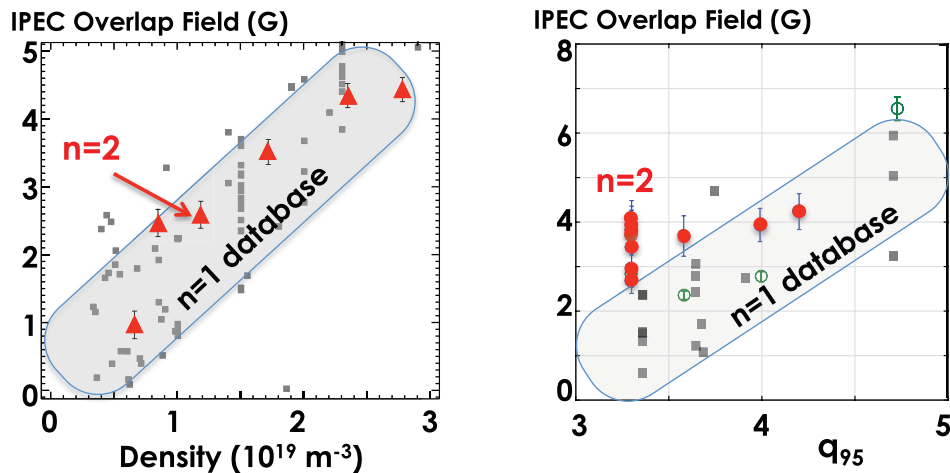 IPEC Overlap Field (G)
5
4
3
2
1
0
n=2
n=1 database
0 1 2 3
Density (10¹⁹ m⁻³)
IPEC Overlap Field (G)
8
6
4
2
0
n=2
n=1 database
3 4 5
q₉₅